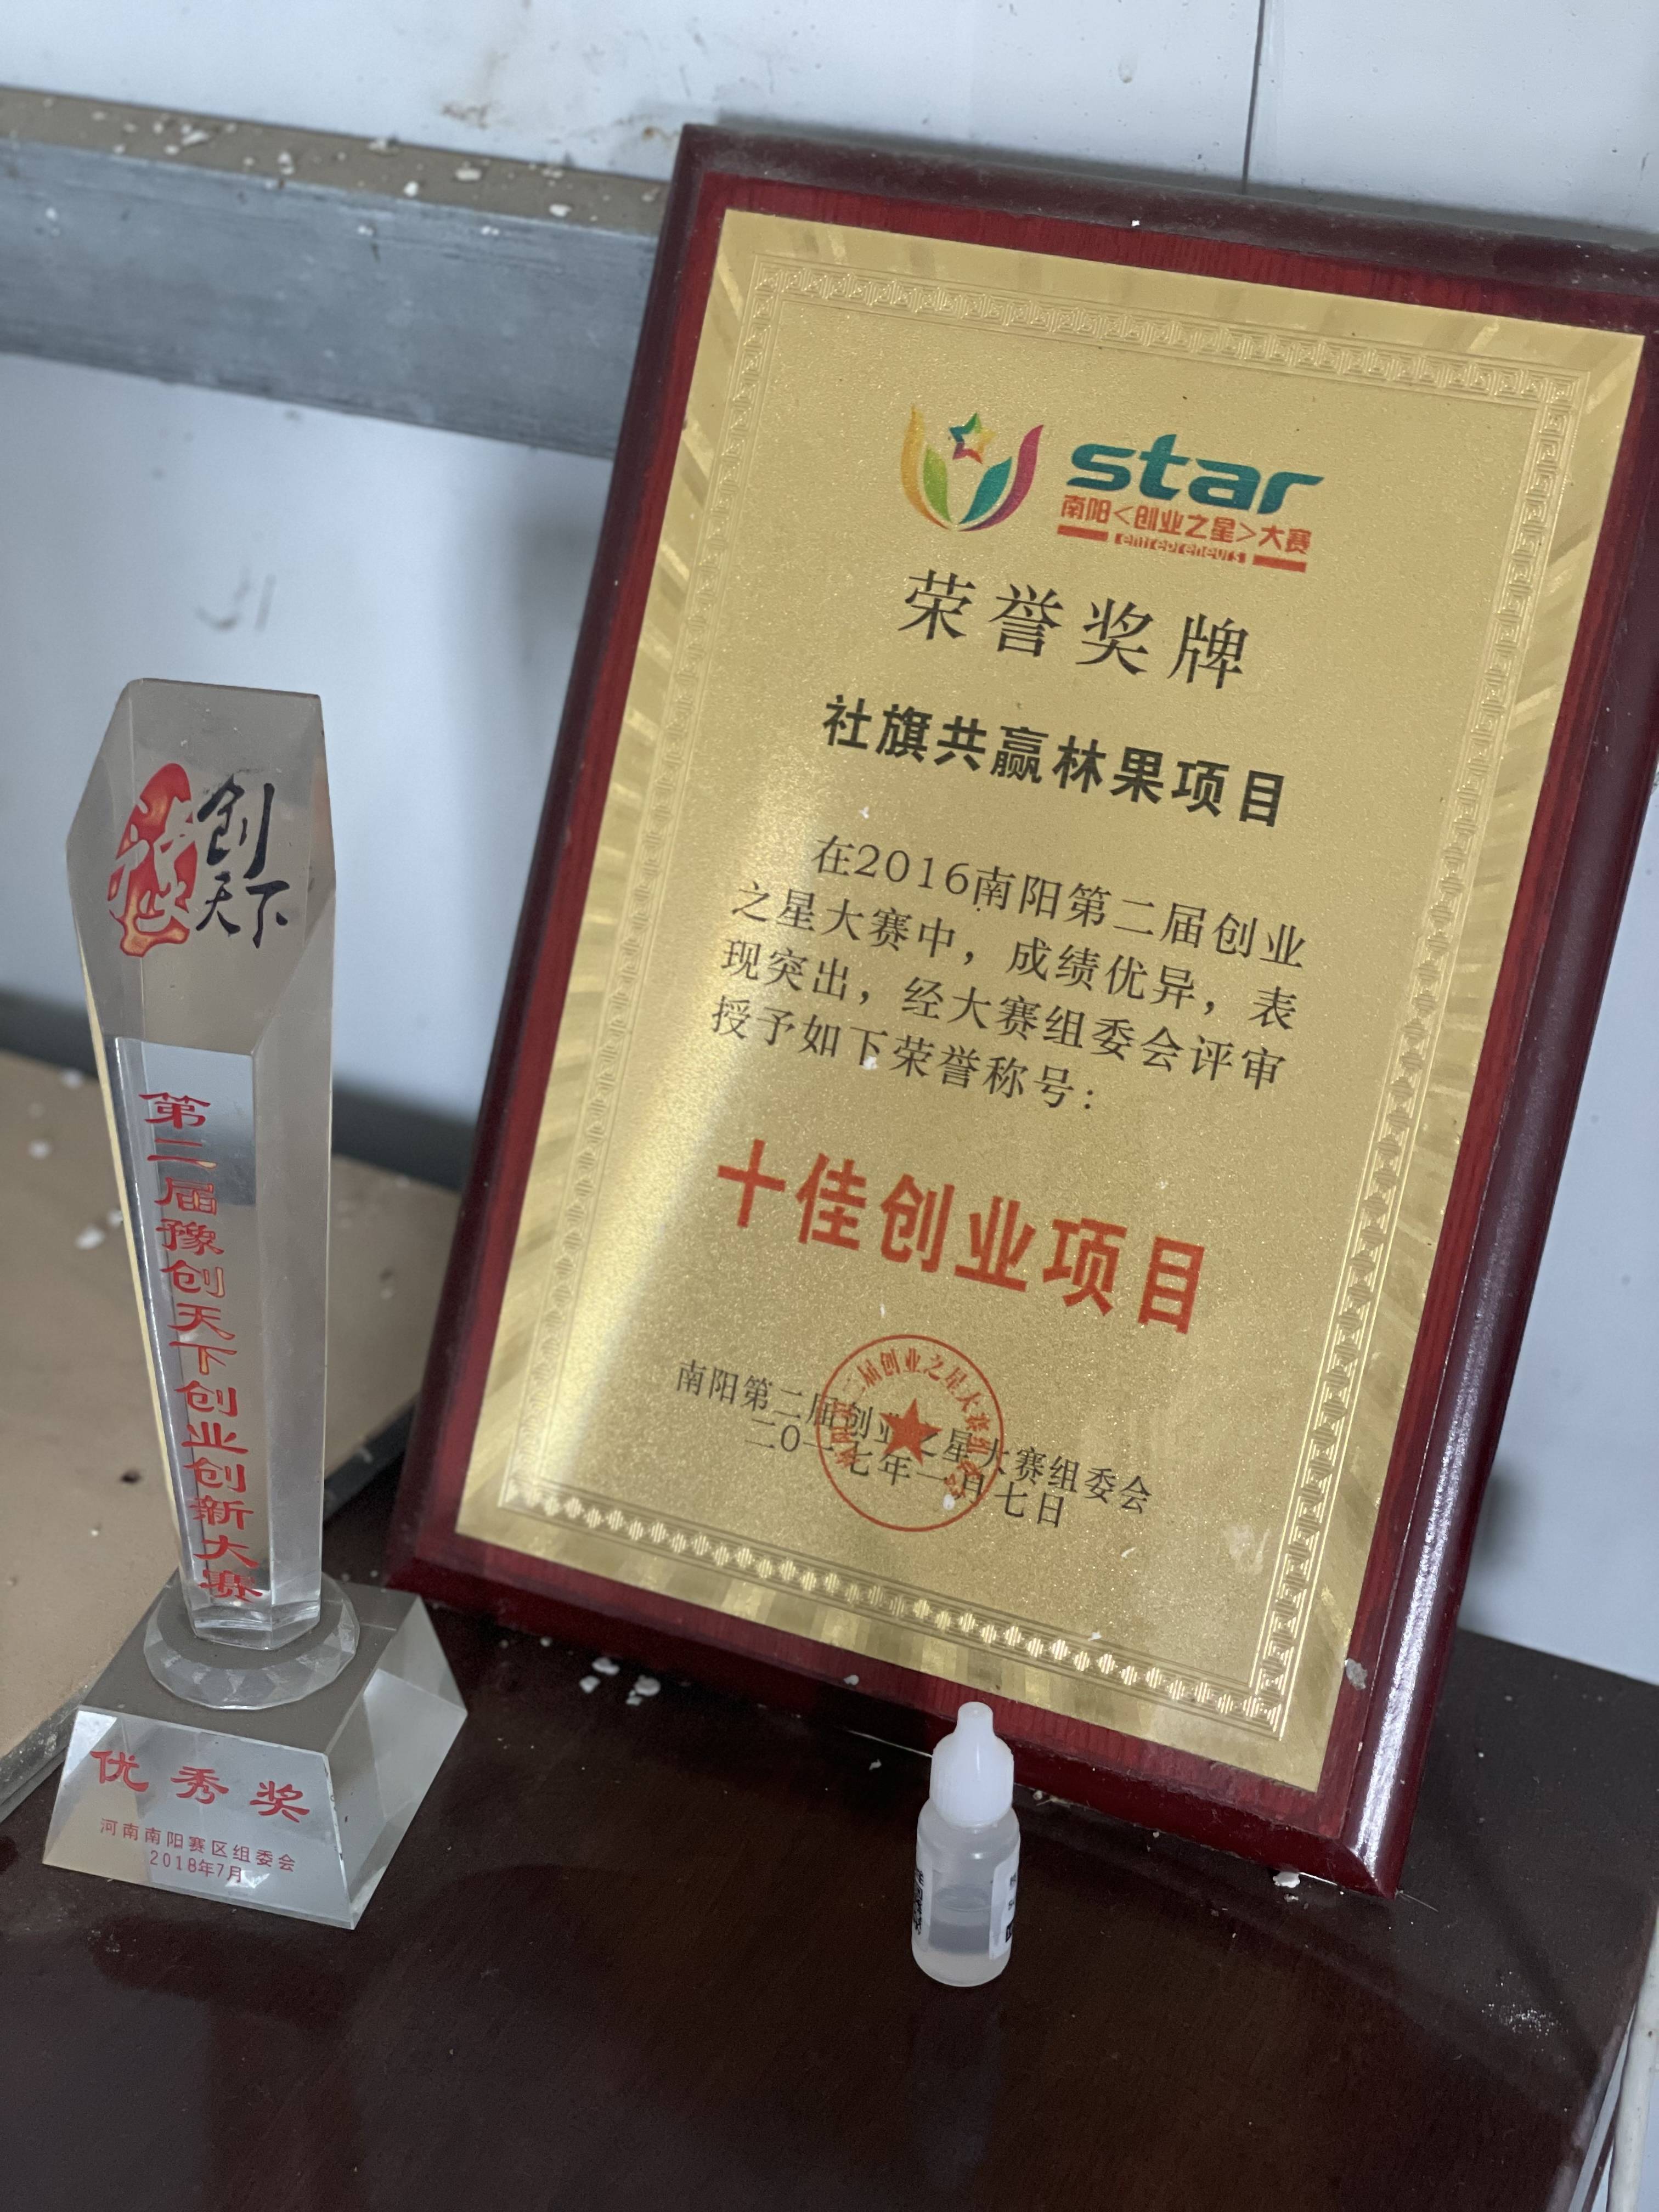 豫
创
天下
第二届豫创天下创业创新大赛
优秀奖
河南南阳赛区组委会
2018年7月
star
南阳<创业之星>大赛
entrepreneurs
荣誉奖牌
社旗共赢林果项目
在2016南阳第二届创业
之星大赛中，成绩优异，表
现突出，经大赛组委会评审
授予如下荣誉称号：
十佳创业项目
南阳第二届创业之星大赛组委会
二〇一七年一月七日